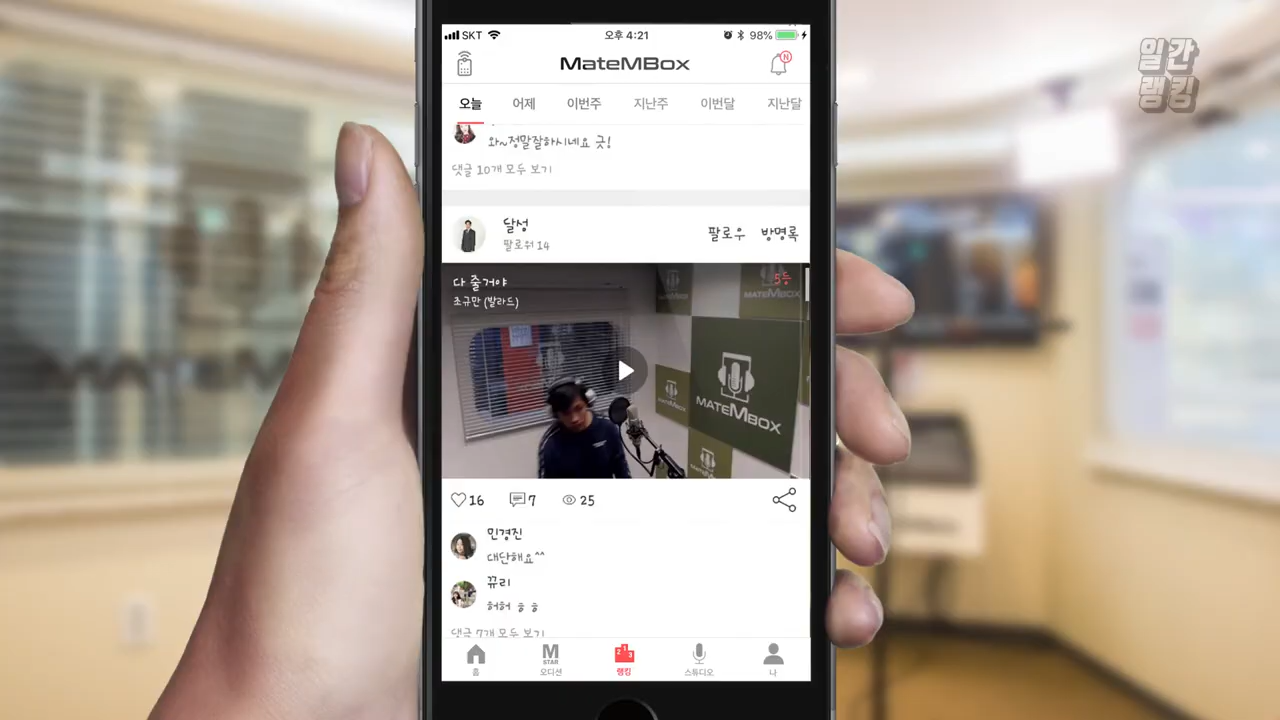 일간
랭킹
SKT 오후 4:21 98%
MateMBox
N
오늘 어제 이번주 지난주 이번달 지난달
와~정말잘하시네요 굿!
댓글 10개 모두 보기
달성
팔로워 14
팔로우 방명록
다 줄거야
조규만 (발라드)
5등
MATEMBOX
MATEMBOX
16 7 25
민경진
대단해요^^
뀨리
허허 ㅎㅎ
댓글 7개 모두 보기
홈
M STAR 오디션
2 1 3 랭킹
스튜디오
나